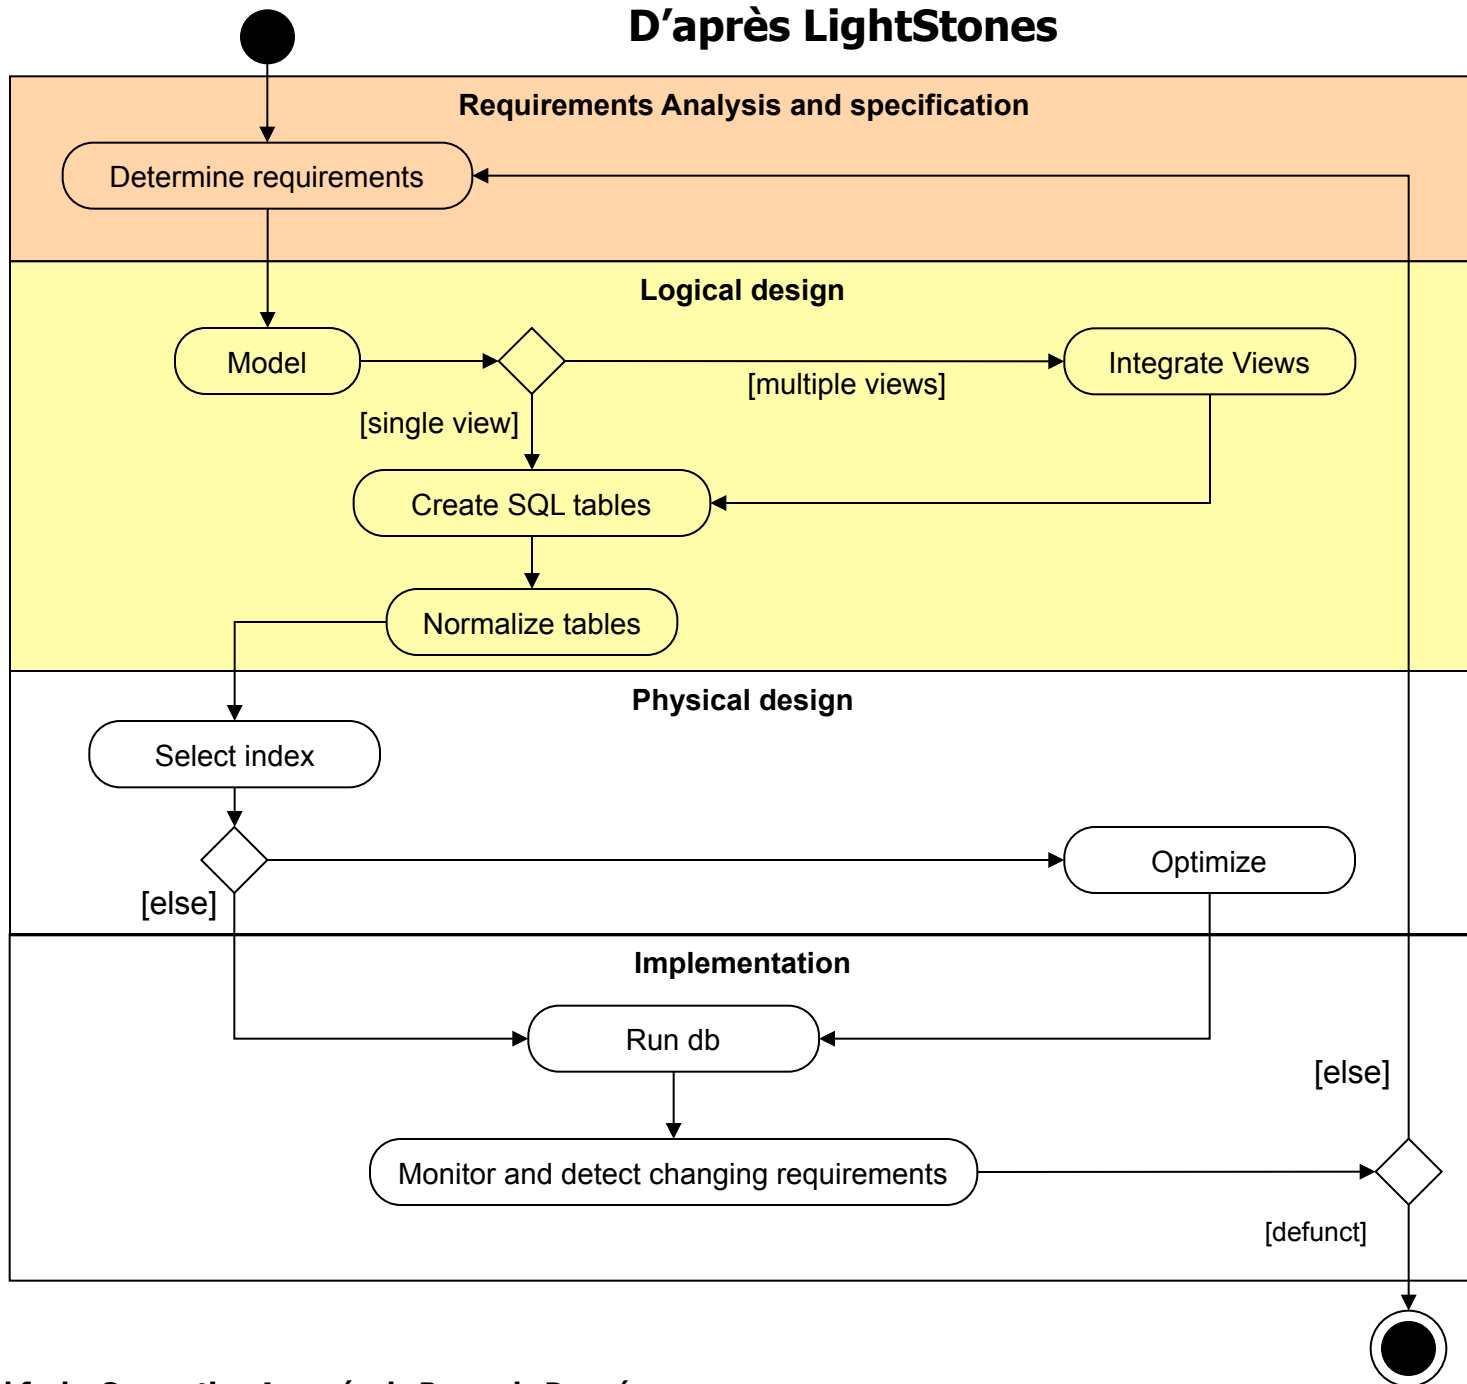 D'après LightStones
Requirements Analysis and specification
Determine requirements
Logical design
Model
Integrate Views
[multiple views]
[single view]
Create SQL tables
Normalize tables
Physical design
Select index
Optimize
[else]
Implementation
Run db
[else]
Monitor and detect changing requirements
[defunct]